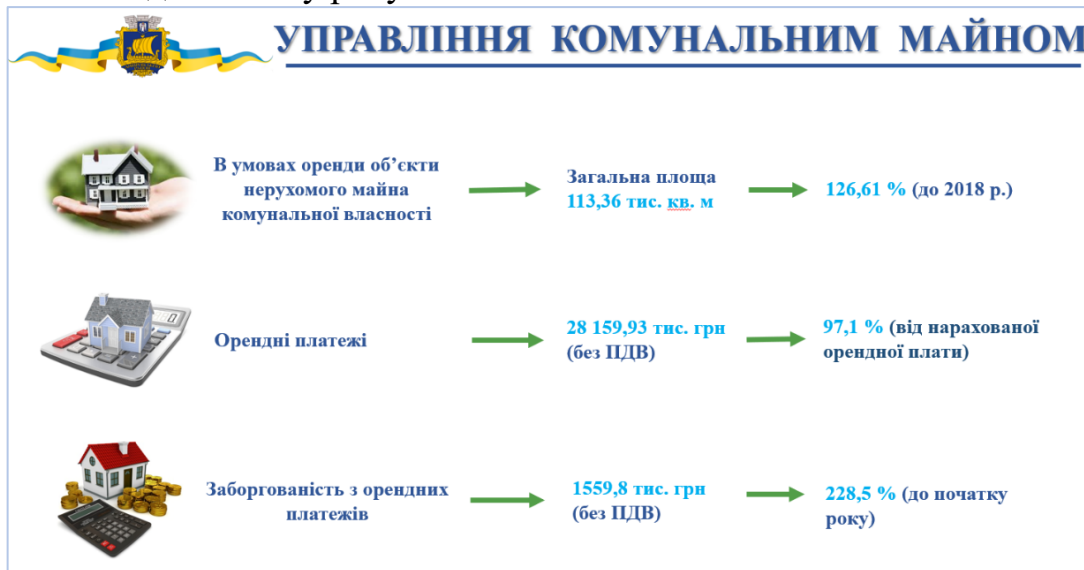 УПРАВЛІННЯ КОМУНАЛЬНИМ МАЙНОМ
В умовах оренди об’єкти
нерухомого майна
комунальної власності
Загальна площа
113,36 тис. кв. м
126,61 % (до 2018 р.)
Орендні платежі
28 159,93 тис. грн
(без ПДВ)
97,1 % (від нарахованої
орендної плати)
Заборгованість з орендних
платежів
1559,8 тис. грн
(без ПДВ)
228,5 % (до початку
року)